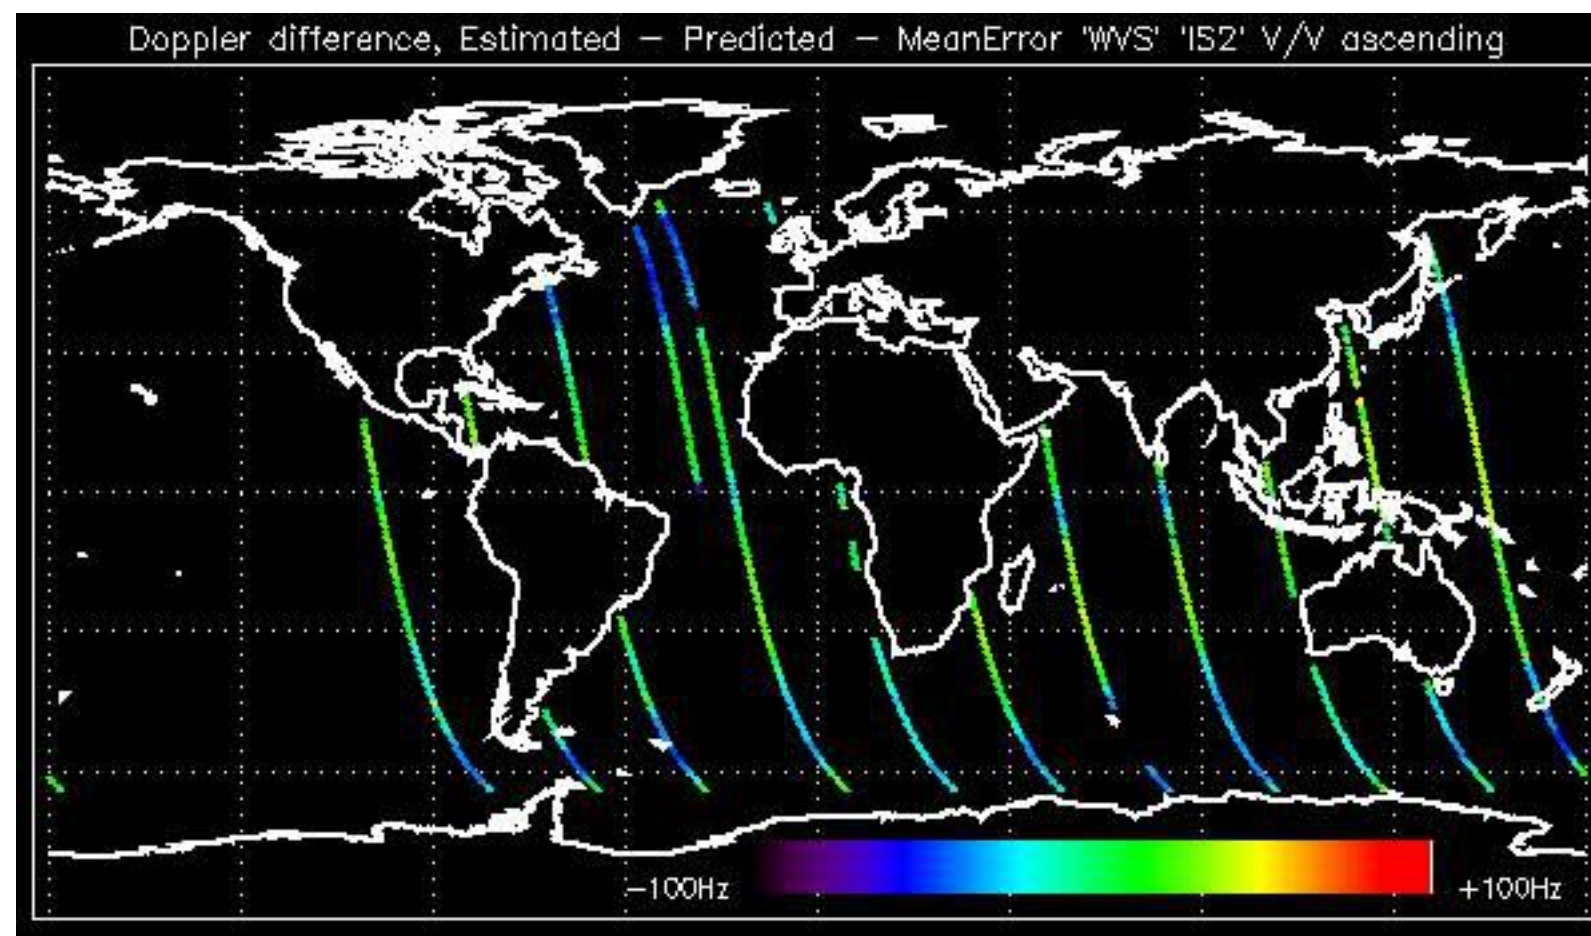 Doppler difference, Estimated − Predicted − MeanError 'WVS' 'IS2' V/V ascending
−100Hz +100Hz